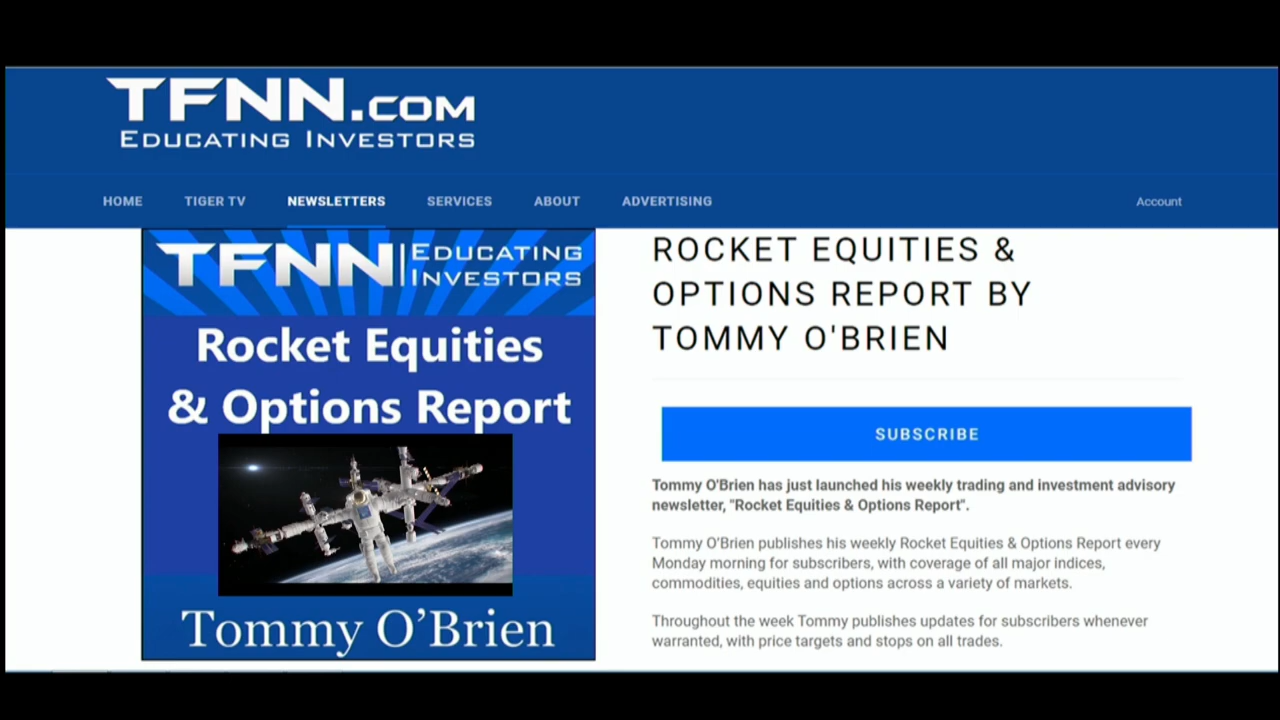 TFNN.COM
EDUCATING INVESTORS
HOME TIGER TV NEWSLETTERS SERVICES ABOUT ADVERTISING Account
TFNN EDUCATING
INVESTORS
Rocket Equities
& Options Report
Tommy O’Brien
ROCKET EQUITIES &
OPTIONS REPORT BY
TOMMY O'BRIEN
SUBSCRIBE
Tommy O'Brien has just launched his weekly trading and investment advisory
newsletter, "Rocket Equities & Options Report".
Tommy O'Brien publishes his weekly Rocket Equities & Options Report every
Monday morning for subscribers, with coverage of all major indices,
commodities, equities and options across a variety of markets.
Throughout the week Tommy publishes updates for subscribers whenever
warranted, with price targets and stops on all trades.